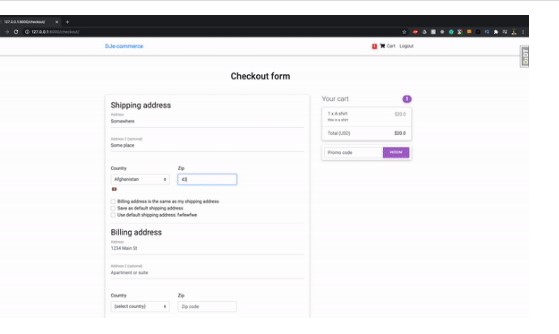 127.0.0.1:8000/checkout/
127.0.0.1:8000/checkout/
DJe-commerce
1 Cart Logout
Checkout form
Shipping address
Address
Somewhere
Address 2 (optional)
Some place
Country Zip
Afghanistan 43
Billing address is the same as my shipping address
Save as default shipping address
Use default shipping address: fwfewfwe
Billing address
Address
1234 Main St
Address 2 (optional)
Apartment or suite
Country Zip
(select country) Zip code
Your cart 1
1 x A shirt $20.0
this is a shirt
Total (USD) $20.0
Promo code REDEEM